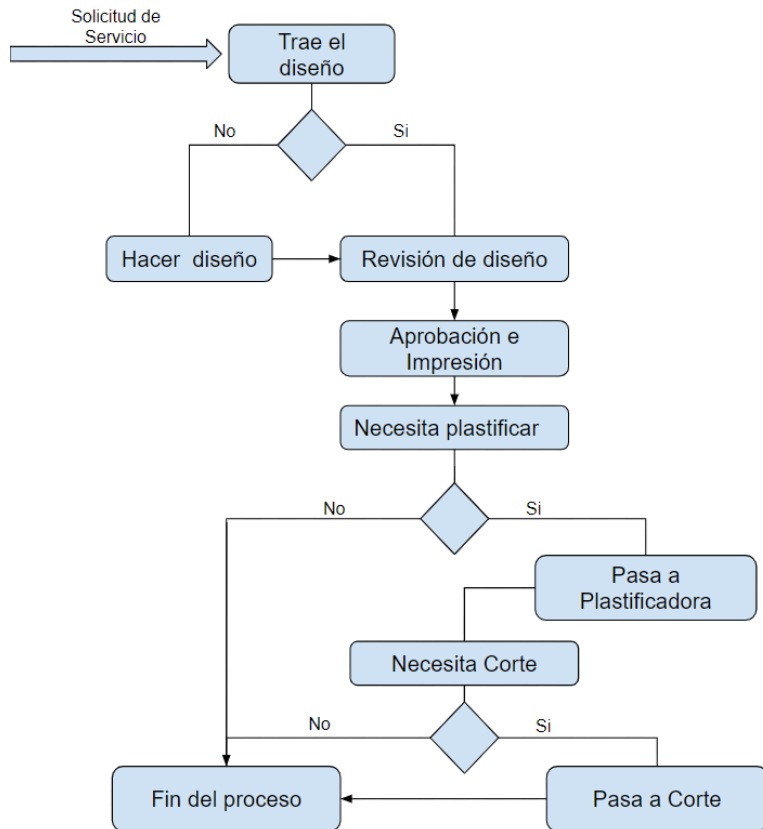 Solicitud de
Servicio
Trae el
diseño
No
Si
Hacer diseño
Revisión de diseño
Aprobación e
Impresión
Necesita plastificar
No
Si
Pasa a
Plastificadora
Necesita Corte
No
Si
Fin del proceso
Pasa a Corte